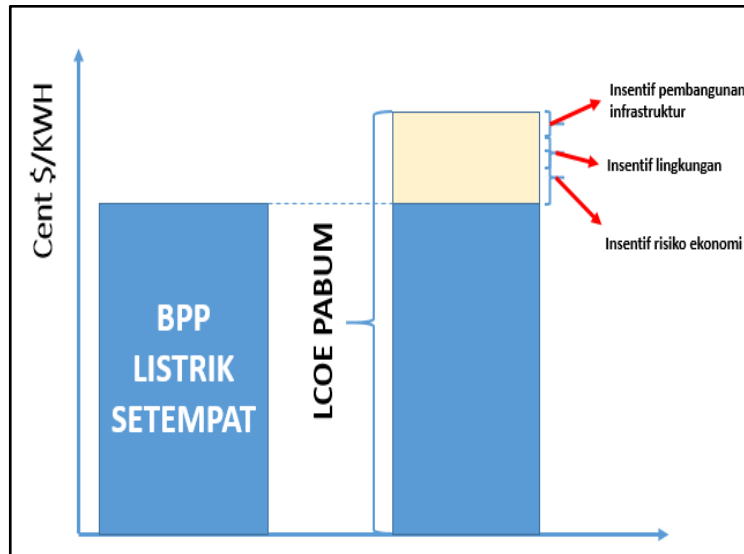 Cent $/KWH
BPP
LISTRIK
SETEMPAT
LCOE PABUM
Insentif pembangunan
infrastruktur
Insentif lingkungan
Insentif risiko ekonomi